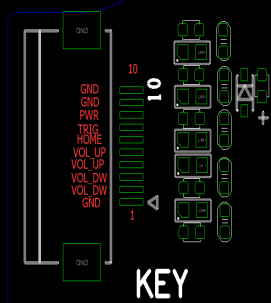 GND
10
GND
GND
PWR
TRIG
HOME
VOL_UP
VOL_UP
VOL_DW
VOL_DW
GND
10
1
GND
KEY